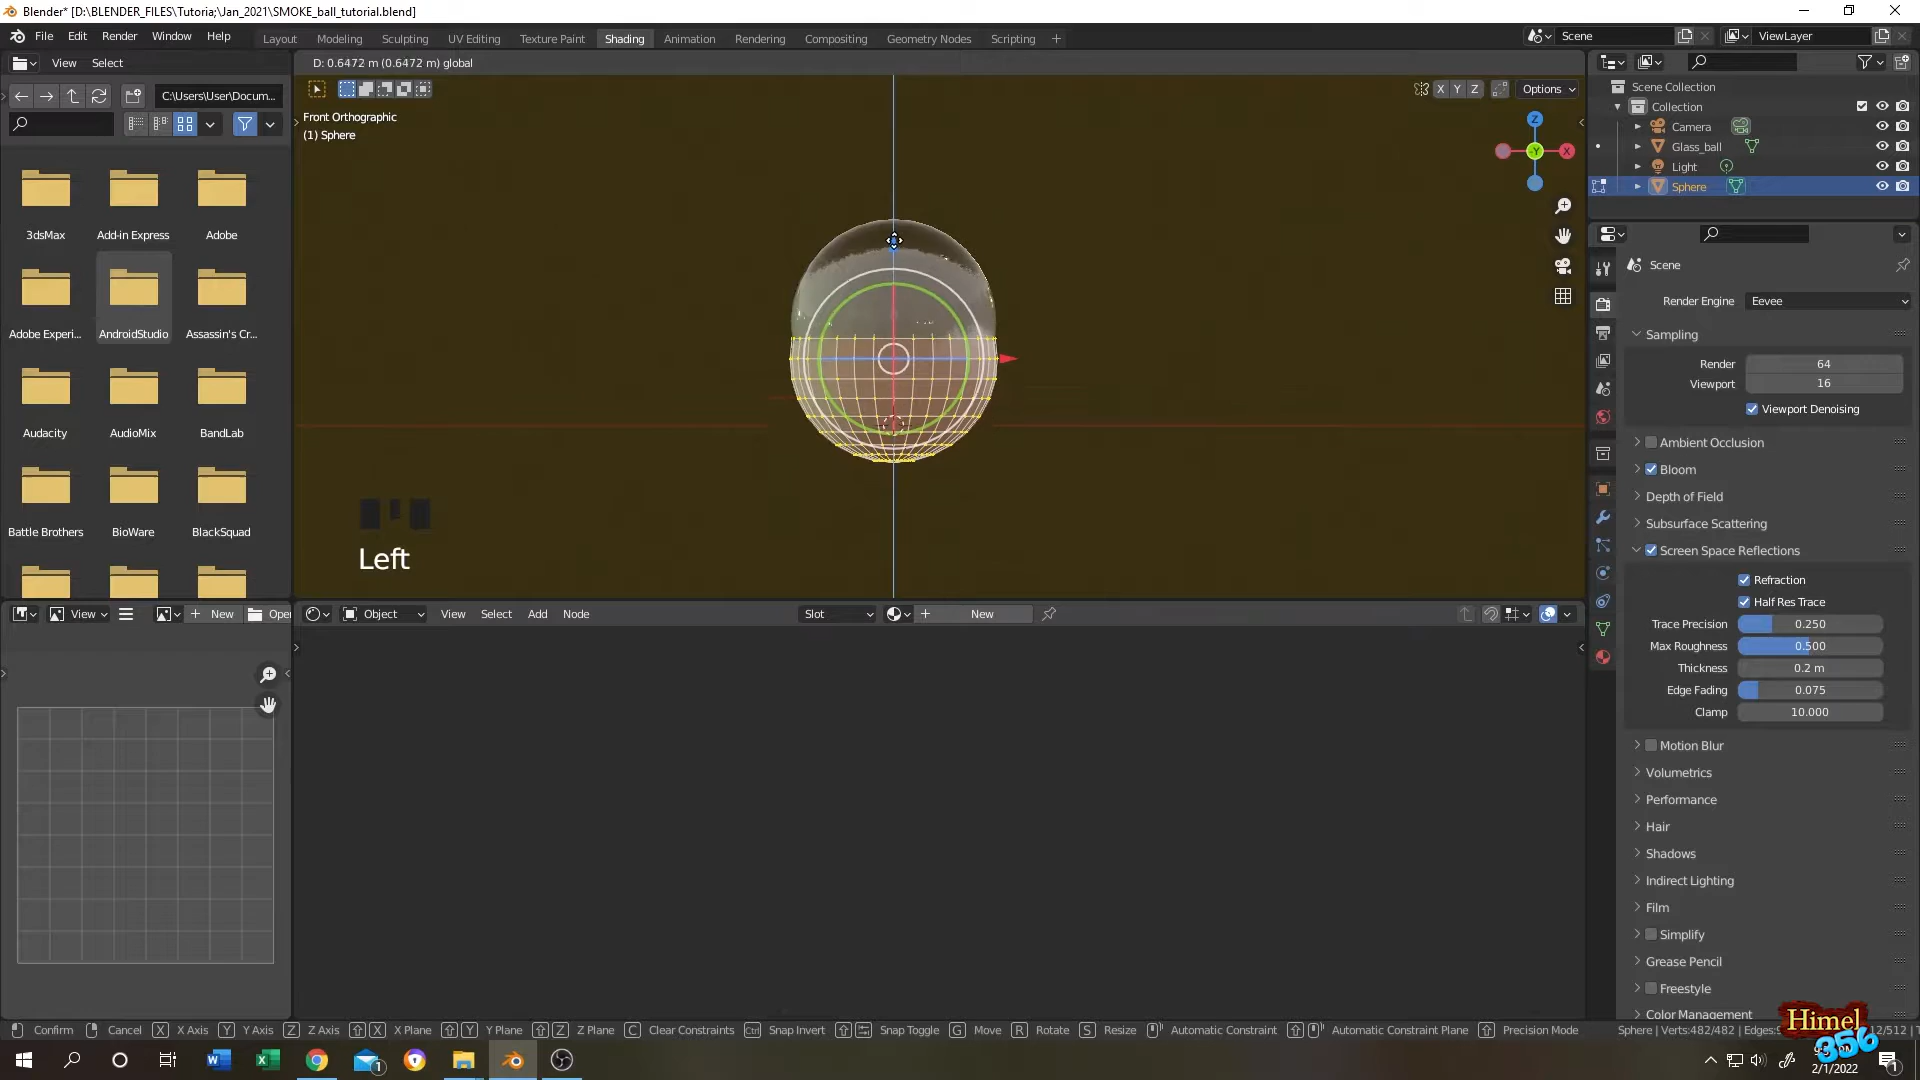 Blender* [D:\BLENDER_FILES\Tutoria;\Jan_2021\SMOKE_ball_tutorial.blend]
File Edit Render Window Help
Layout Modeling Sculpting UV Editing Texture Paint Shading Animation Rendering Compositing Geometry Nodes Scripting
Scene ViewLayer
View Select
D: 0.6472 m (0.6472 m) global
C:\Users\User\Docum...
X Y Z Options
Front Orthographic
(1) Sphere
Z
-Y X
Scene Collection
Collection
Camera
Glass_ball
Light
Sphere
3dsMax Add-in Express Adobe
Adobe Experi... AndroidStudio Assassin's Cr...
Audacity AudioMix BandLab
Battle Brothers BioWare BlackSquad
Left
Scene
Render Engine Eevee
Sampling
Render 64
Viewport 16
Viewport Denoising
Ambient Occlusion
Bloom
Depth of Field
Subsurface Scattering
Screen Space Reflections
Refraction
Half Res Trace
Trace Precision 0.250
Max Roughness 0.500
Thickness 0.2 m
Edge Fading 0.075
Clamp 10.000
Motion Blur
Volumetrics
Performance
Hair
Shadows
Indirect Lighting
Film
Simplify
Grease Pencil
Freestyle
Color Management
View New Open
Object View Select Add Node Slot New
Confirm Cancel X X Axis Y Y Axis Z Z Axis X X Plane Y Y Plane Z Z Plane C Clear Constraints Ctrl Snap Invert Snap Toggle G Move R Rotate S Resize Automatic Constraint Automatic Constraint Plane Precision Mode
Sphere | Verts:482/482 | Edges:
Himel
356
2/1/2022